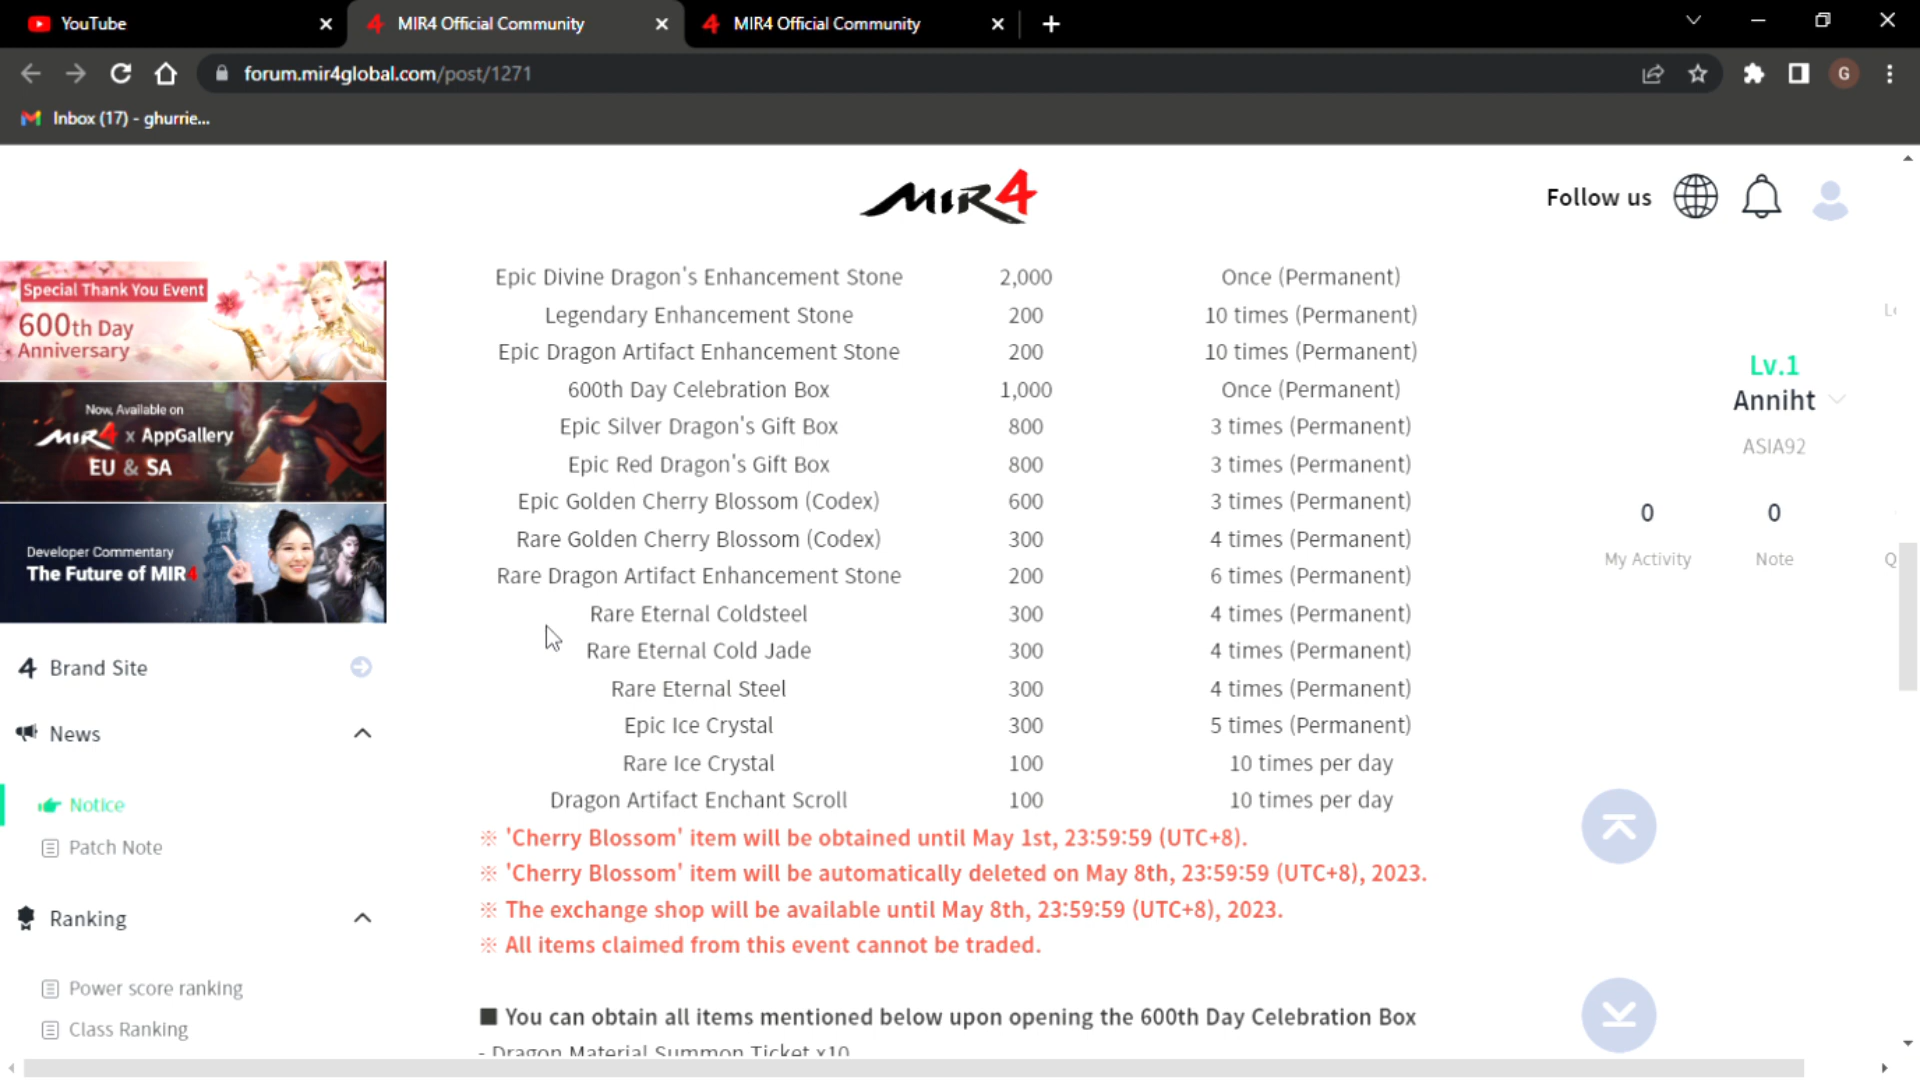 YouTube
MIR4 Official Community
MIR4 Official Community
forum.mir4global.com/post/1271
G
Inbox (17) - ghurrie...
MIR4
Follow us
Special Thank You Event
600th Day
Anniversary
Now, Available on
MIR4 x AppGallery
EU & SA
Developer Commentary
The Future of MIR4
4 Brand Site
News
Notice
Patch Note
Ranking
Power score ranking
Class Ranking
Epic Divine Dragon's Enhancement Stone 2,000 Once (Permanent)
Legendary Enhancement Stone 200 10 times (Permanent)
Epic Dragon Artifact Enhancement Stone 200 10 times (Permanent)
600th Day Celebration Box 1,000 Once (Permanent)
Epic Silver Dragon's Gift Box 800 3 times (Permanent)
Epic Red Dragon's Gift Box 800 3 times (Permanent)
Epic Golden Cherry Blossom (Codex) 600 3 times (Permanent)
Rare Golden Cherry Blossom (Codex) 300 4 times (Permanent)
Rare Dragon Artifact Enhancement Stone 200 6 times (Permanent)
Rare Eternal Coldsteel 300 4 times (Permanent)
Rare Eternal Cold Jade 300 4 times (Permanent)
Rare Eternal Steel 300 4 times (Permanent)
Epic Ice Crystal 300 5 times (Permanent)
Rare Ice Crystal 100 10 times per day
Dragon Artifact Enchant Scroll 100 10 times per day
※ 'Cherry Blossom' item will be obtained until May 1st, 23:59:59 (UTC+8).
※ 'Cherry Blossom' item will be automatically deleted on May 8th, 23:59:59 (UTC+8), 2023.
※ The exchange shop will be available until May 8th, 23:59:59 (UTC+8), 2023.
※ All items claimed from this event cannot be traded.
■ You can obtain all items mentioned below upon opening the 600th Day Celebration Box
- Dragon Material Summon Ticket x10
Lv.1
Anniht
ASIA92
0 0
My Activity Note